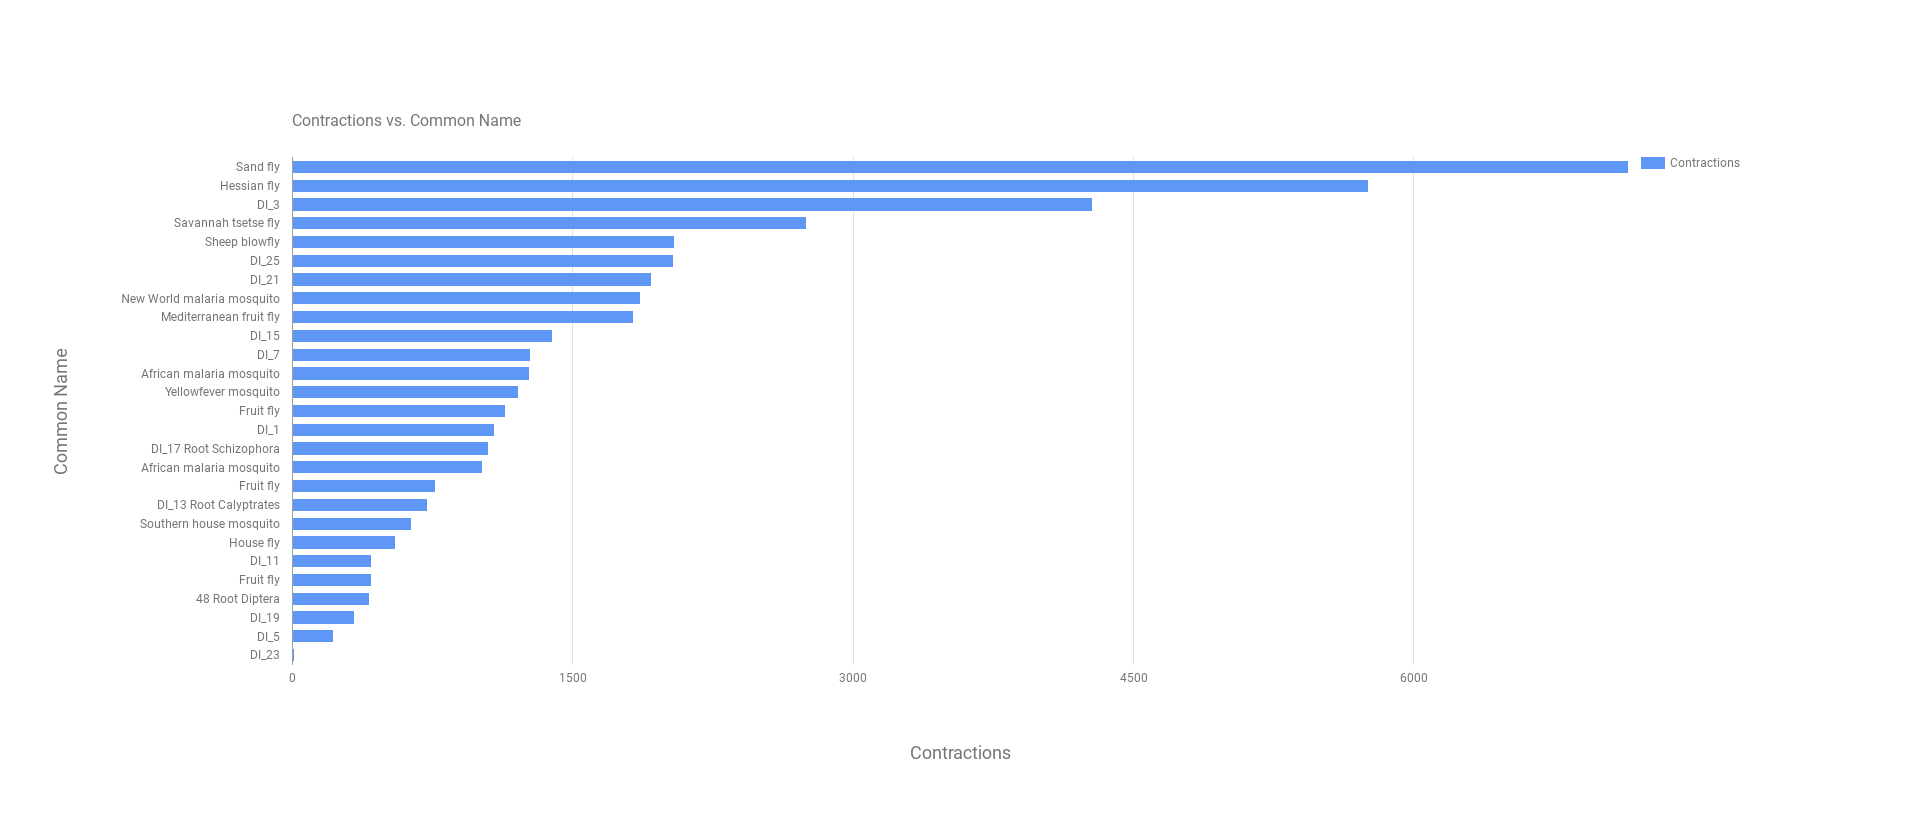 Contractions vs. Common Name
Contractions
Common Name
Sand fly
Hessian fly
DI_3
Savannah tsetse fly
Sheep blowfly
DI_25
DI_21
New World malaria mosquito
Mediterranean fruit fly
DI_15
DI_7
African malaria mosquito
Yellowfever mosquito
Fruit fly
DI_1
DI_17 Root Schizophora
African malaria mosquito
Fruit fly
DI_13 Root Calyptrates
Southern house mosquito
House fly
DI_11
Fruit fly
48 Root Diptera
DI_19
DI_5
DI_23
0 1500 3000 4500 6000
Contractions